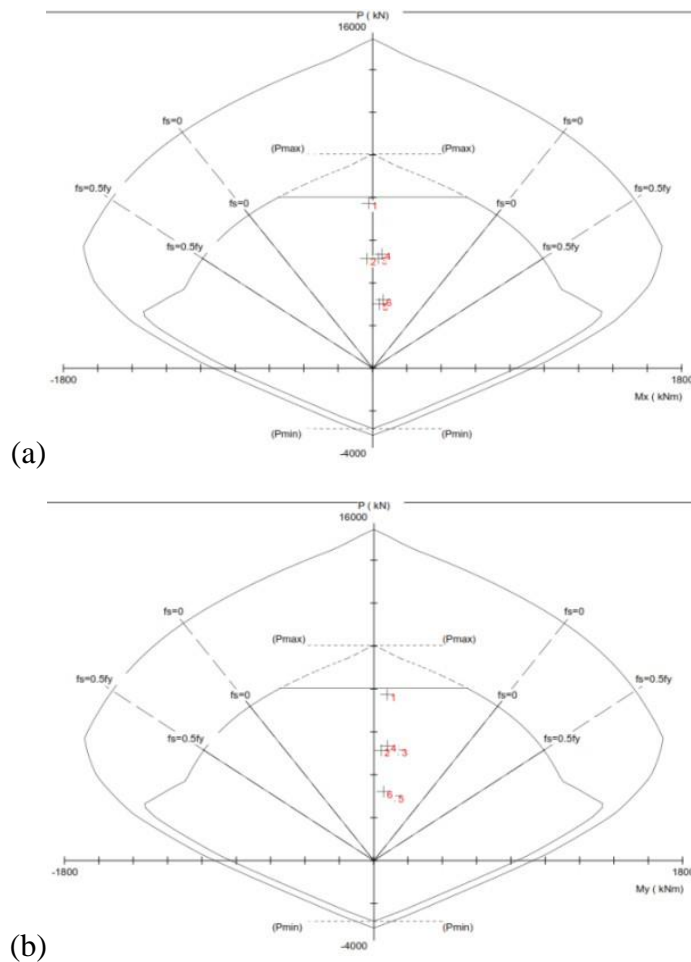 P ( kN)
16000
fs=0
fs=0
(Pmax)
(Pmax)
fs=0.5fy
fs=0.5fy
fs=0
fs=0
1
fs=0.5fy
fs=0.5fy
4
2
6
5
-1800
1800
Mx ( kNm)
(Pmin)
(Pmin)
(a)
-4000
P ( kN)
16000
fs=0
fs=0
(Pmax)
(Pmax)
fs=0.5fy
fs=0.5fy
fs=0
fs=0
1
fs=0.5fy
fs=0.5fy
4
2
3
6
5
-1800
1800
My ( kNm)
(Pmin)
(Pmin)
(b)
-4000